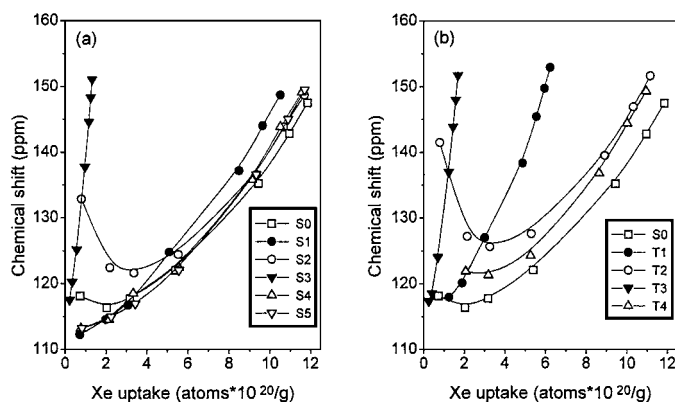 (a)
160
150
140
130
120
110
Chemical shift (ppm)
S0
S1
S2
S3
S4
S5
0 2 4 6 8 10 12
Xe uptake (atoms*10 20/g)
(b)
160
150
140
130
120
110
Chemical shift (ppm)
S0
T1
T2
T3
T4
0 2 4 6 8 10 12
Xe uptake (atoms*10 20/g)